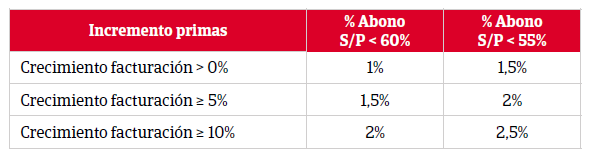 Incremento primas
% Abono
S/P < 60%
% Abono
S/P < 55%
Crecimiento facturación > 0%
1%
1,5%
Crecimiento facturación ≥ 5%
1,5%
2%
Crecimiento facturación ≥ 10%
2%
2,5%